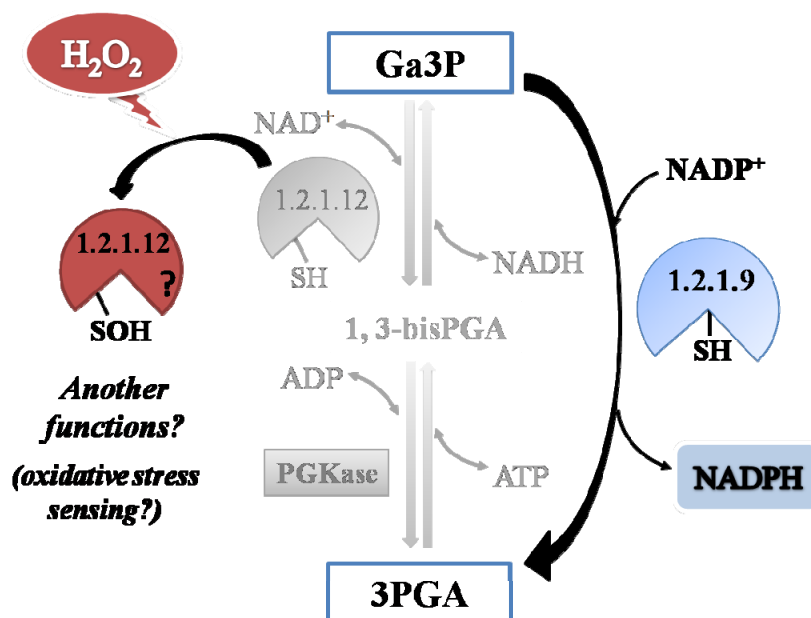 H₂O₂
Ga3P
NAD⁺
NADP⁺
1.2.1.12
SH
NADH
1.2.1.12
?
SOH
1.2.1.9
SH
1, 3-bisPGA
Another
functions?
(oxidative stress
sensing?)
ADP
PGKase
ATP
NADPH
3PGA